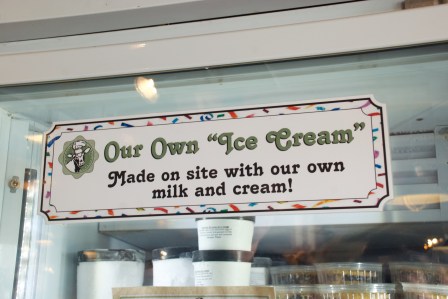 Our Own "Ice Cream"
Made on site with our own
milk and cream!